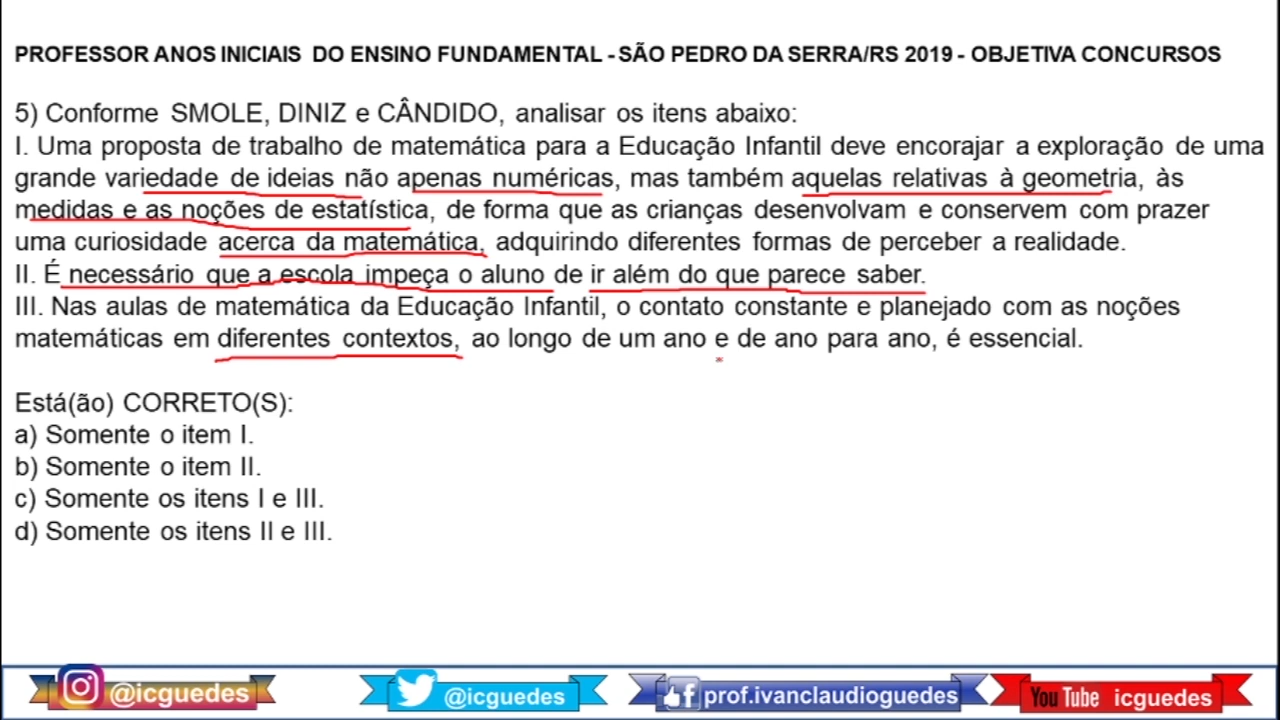 PROFESSOR ANOS INICIAIS DO ENSINO FUNDAMENTAL - SÃO PEDRO DA SERRA/RS 2019 - OBJETIVA CONCURSOS
5) Conforme SMOLE, DINIZ e CÂNDIDO, analisar os itens abaixo:
I. Uma proposta de trabalho de matemática para a Educação Infantil deve encorajar a exploração de uma
grande variedade de ideias não apenas numéricas, mas também aquelas relativas à geometria, às
medidas e as noções de estatística, de forma que as crianças desenvolvam e conservem com prazer
uma curiosidade acerca da matemática, adquirindo diferentes formas de perceber a realidade.
II. É necessário que a escola impeça o aluno de ir além do que parece saber.
III. Nas aulas de matemática da Educação Infantil, o contato constante e planejado com as noções
matemáticas em diferentes contextos, ao longo de um ano e de ano para ano, é essencial.
Está(ão) CORRETO(S):
a) Somente o item I.
b) Somente o item II.
c) Somente os itens I e III.
d) Somente os itens II e III.
@icguedes @icguedes prof.ivanclaudioguedes You Tube icguedes